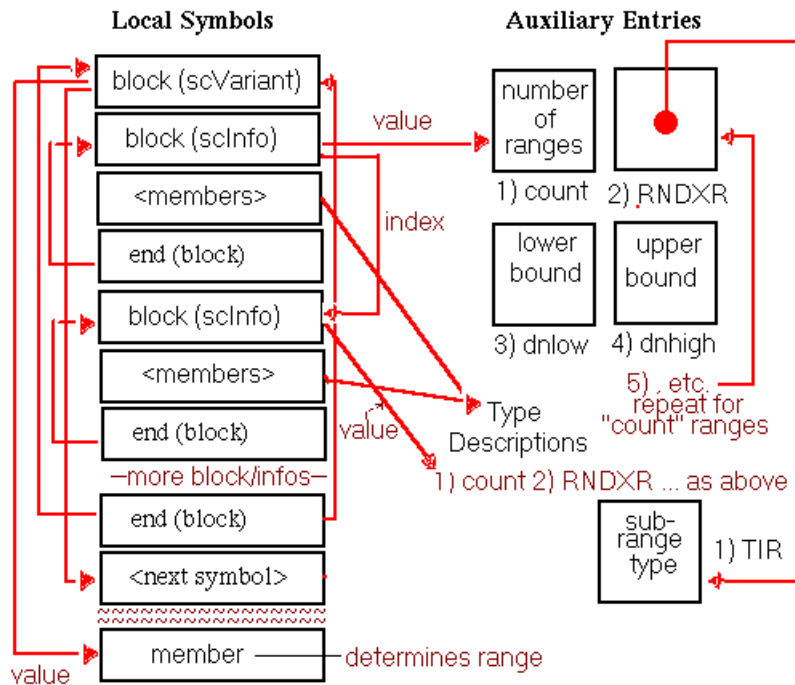 Local Symbols
Auxiliary Entries
block (scVariant)
block (scInfo)
<members>
end (block)
block (scInfo)
<members>
end (block)
—more block/infos—
end (block)
<next symbol>
~~~~~~~~~~~~~~~~
~~~~~~~~~~~~~~~~
member
determines range
value
value
index
value
number
of
ranges
1) count
2) RNDXR
lower
bound
upper
bound
3) dnlow
4) dnhigh
5) , etc.
repeat for
"count" ranges
Type
Descriptions
1) count 2) RNDXR ... as above
sub-
range
type
1) TIR